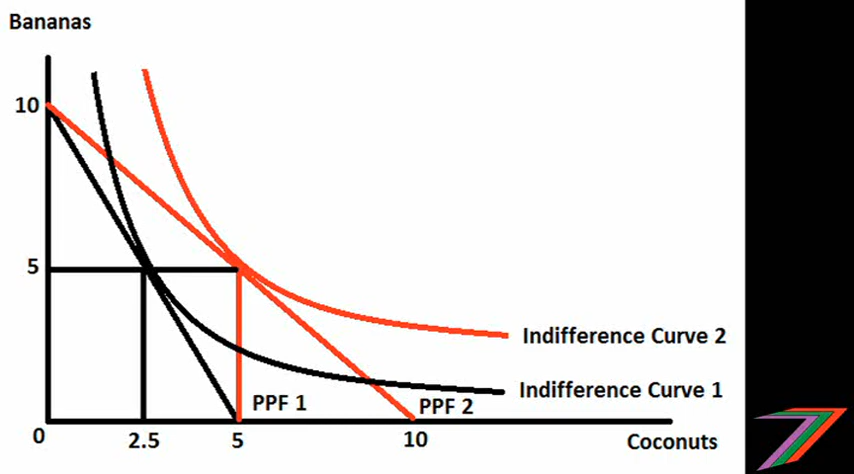 Bananas
10
5
Indifference Curve 2
Indifference Curve 1
PPF 1
PPF 2
0
2.5
5
10
Coconuts